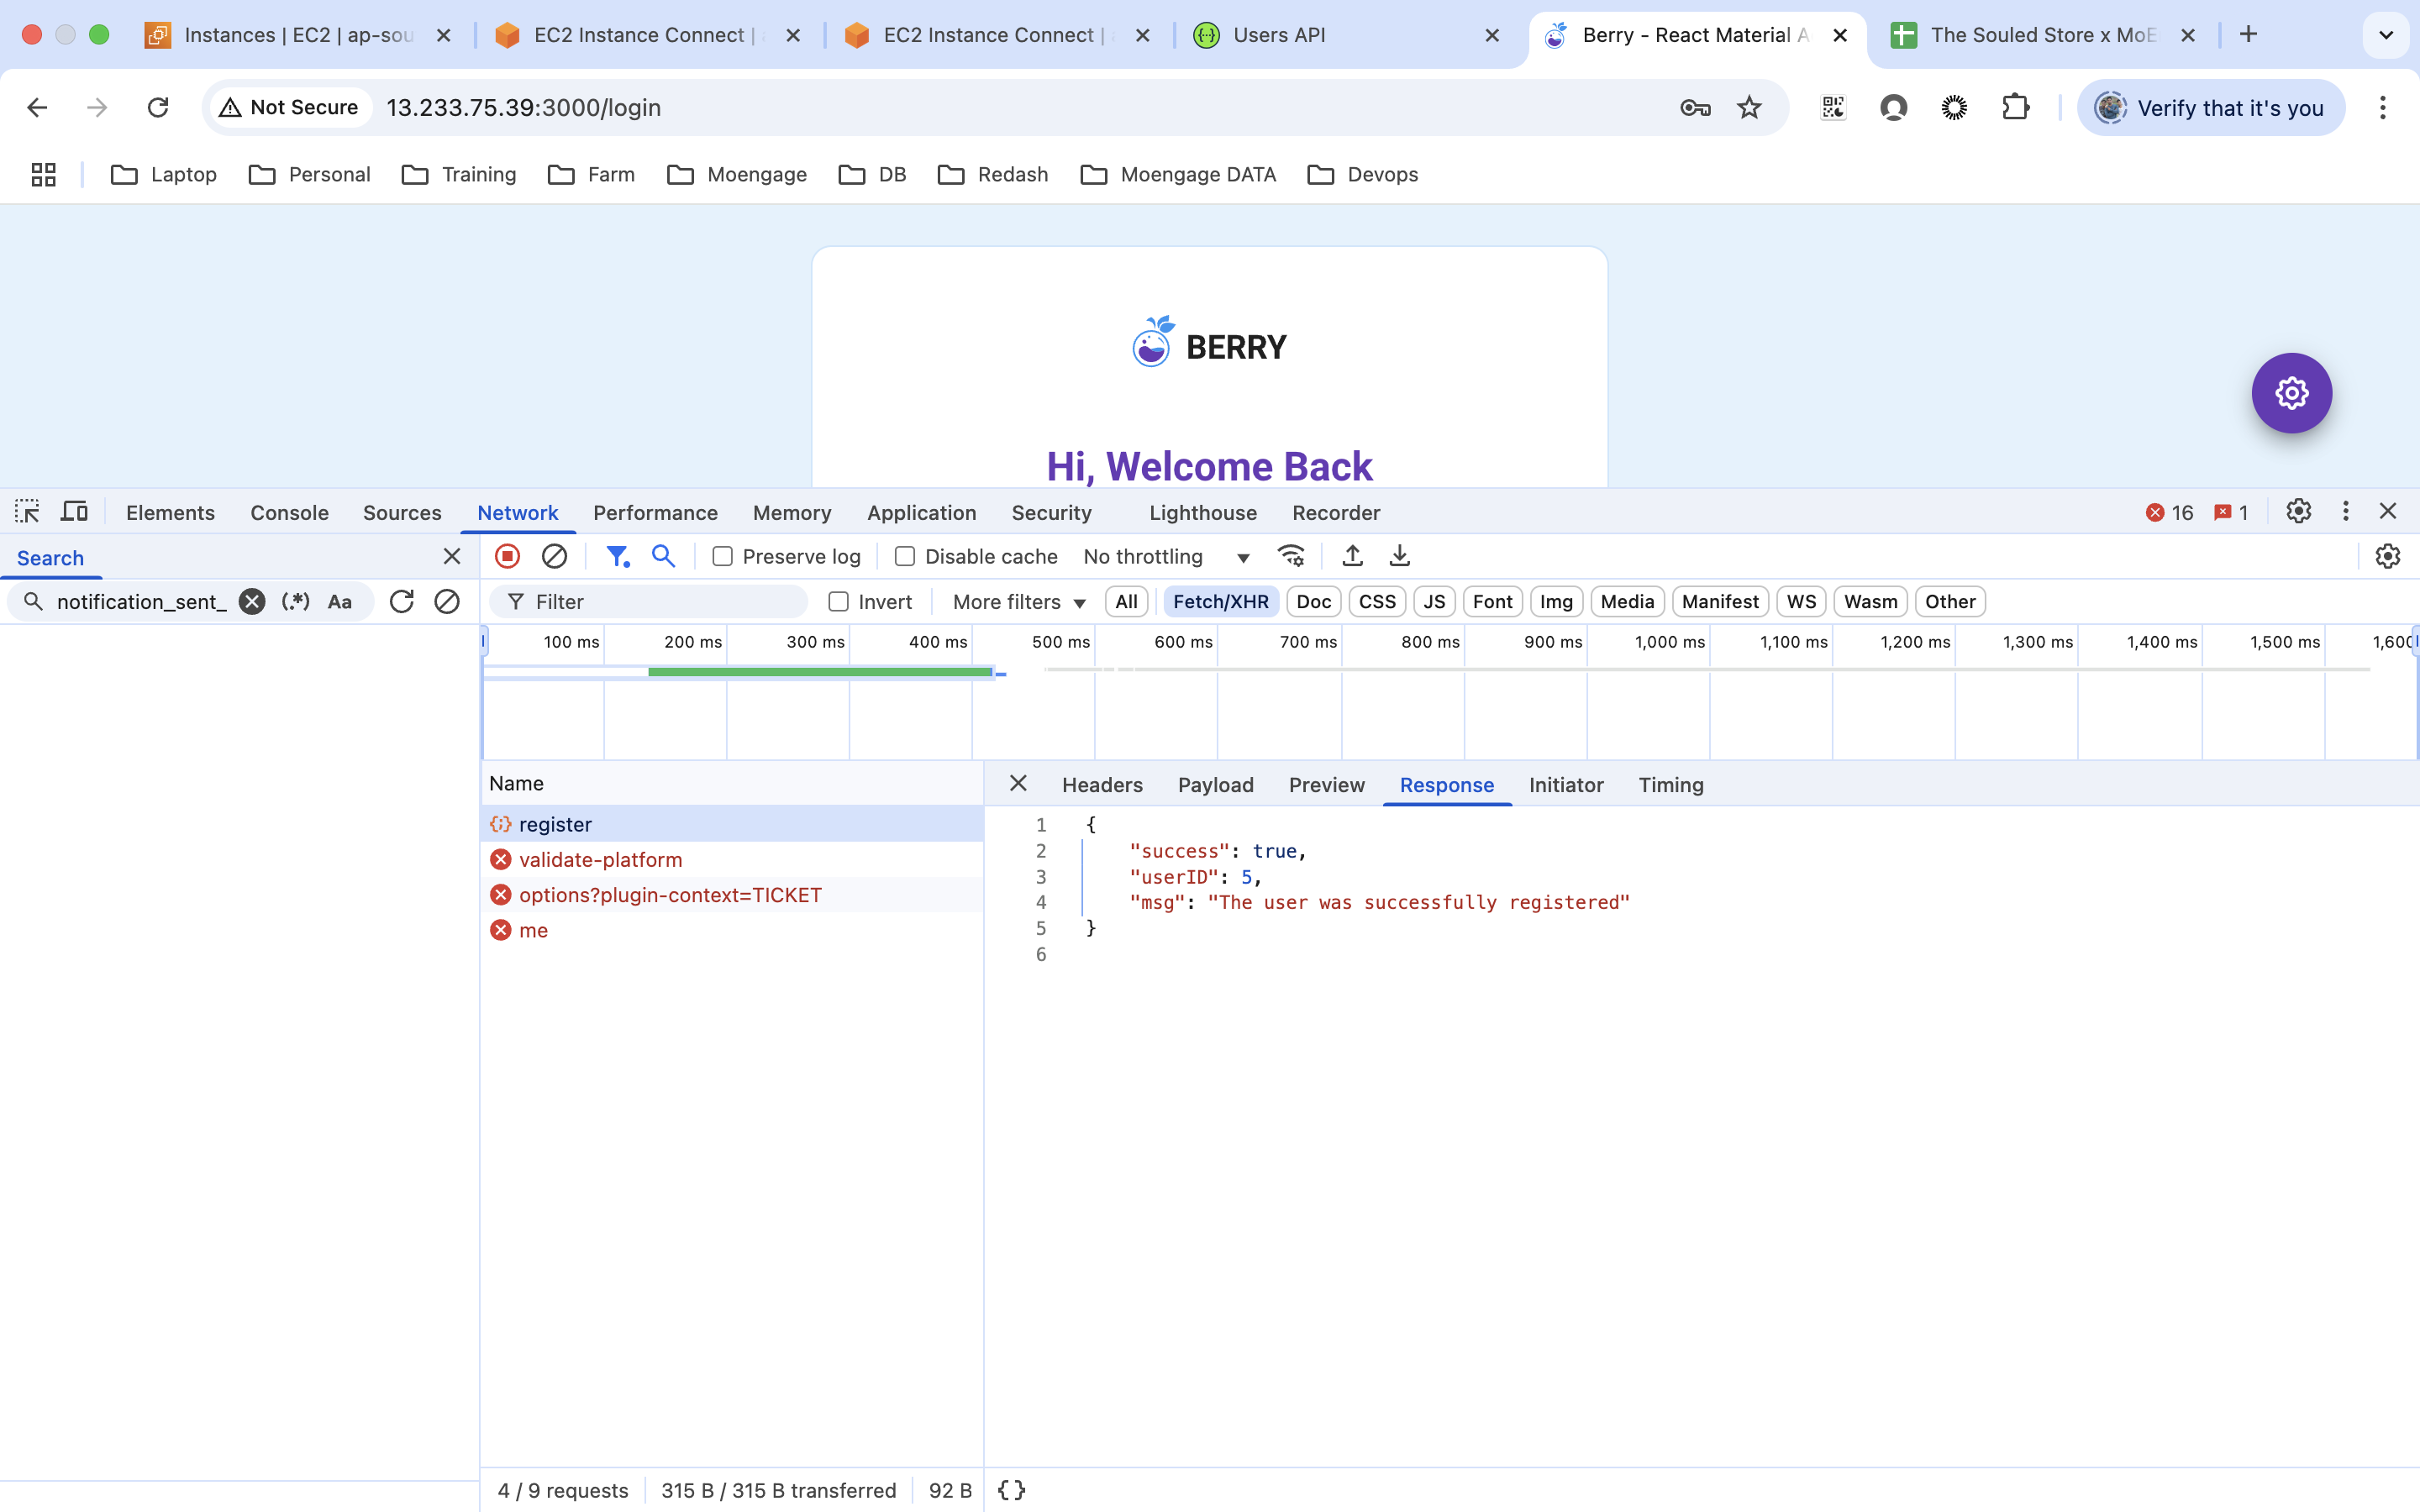 Instances | EC2 | ap-sou
EC2 Instance Connect |
EC2 Instance Connect |
Users API
Berry - React Material A
The Souled Store x MoE
Not Secure
13.233.75.39:3000/login
Verify that it's you
Laptop
Personal
Training
Farm
Moengage
DB
Redash
Moengage DATA
Devops
BERRY
Hi, Welcome Back
Elements
Console
Sources
Network
Performance
Memory
Application
Security
Lighthouse
Recorder
16
1
Search
Preserve log
Disable cache
No throttling
notification_sent_
(.*)
Aa
Filter
Invert
More filters
All
Fetch/XHR
Doc
CSS
JS
Font
Img
Media
Manifest
WS
Wasm
Other
100 ms
200 ms
300 ms
400 ms
500 ms
600 ms
700 ms
800 ms
900 ms
1,000 ms
1,100 ms
1,200 ms
1,300 ms
1,400 ms
1,500 ms
1,600
Name
Headers
Payload
Preview
Response
Initiator
Timing
register
validate-platform
options?plugin-context=TICKET
me
1 {
2 "success": true,
3 "userID": 5,
4 "msg": "The user was successfully registered"
5 }
6
4 / 9 requests
315 B / 315 B transferred
92 B
{ }